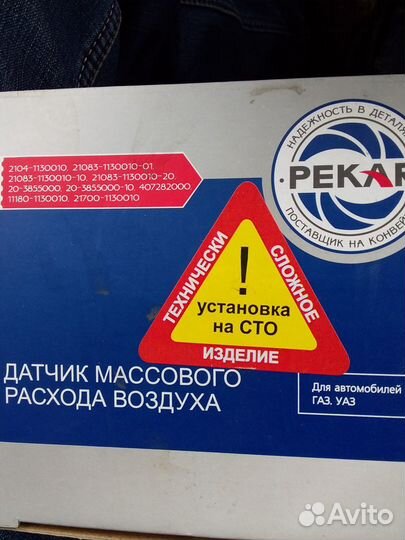 2104-1130010, 21083-1130010-01,
21083-1130010-10, 21083-1130010-20,
20-3855000, 20-3855000-10, 407282000,
11180-1130010, 21700-1130010
НАДЕЖНОСТЬ В ДЕТАЛЯ
PEKAR
ПОСТАВЩИК НА КОНВЕЙ
ТЕХНИЧЕСКИ
СЛОЖНОЕ
!
установка
на СТО
ИЗДЕЛИЕ
ДАТЧИК МАССОВОГО
РАСХОДА ВОЗДУХА
Для автомобилей
ГАЗ, УАЗ
Avito